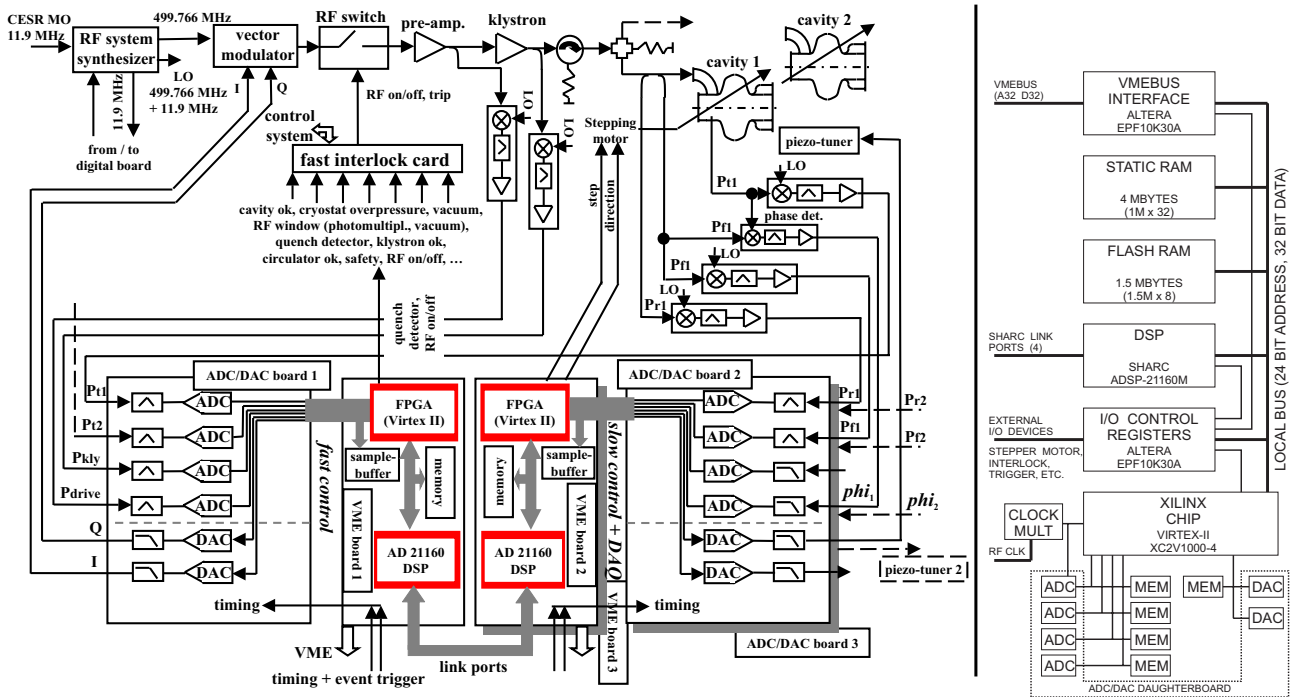 CESR MO
11.9 MHz
499.766 MHz
RF system
synthesizer
LO
499.766 MHz
+ 11.9 MHz
11.9 MHz
from / to
digital board
vector
modulator
I
Q
RF switch
RF on/off, trip
control
system
fast interlock card
cavity ok, cryostat overpressure, vacuum,
RF window (photomultipl., vacuum),
quench detector, klystron ok,
circulator ok, safety, RF on/off, …
quench
detector,
RF on/off
pre-amp.
klystron
LO
LO
Stepping
motor
step
direction
cavity 2
cavity 1
piezo-tuner
LO
Pt1
phase det.
Pf1
LO
Pf1
LO
Pr1
ADC/DAC board 1
Pt1
ADC
Pt2
ADC
Pkly
ADC
Pdrive
ADC
Q
DAC
I
DAC
timing
fast control
FPGA
(Virtex II)
sample-
buffer
memory
VME board 1
AD 21160
DSP
VME
timing + event trigger
link ports
FPGA
(Virtex II)
sample-
buffer
memory
VME board 2
AD 21160
DSP
slow control + DAQ
VME board 3
timing
ADC/DAC board 2
ADC
Pr1
Pr2
ADC
Pf1
Pf2
ADC
ADC
phi1
phi2
DAC
DAC
piezo-tuner 2
ADC/DAC board 3
VMEBUS
(A32 D32)
VMEBUS
INTERFACE
ALTERA
EPF10K30A
STATIC RAM
4 MBYTES
(1M x 32)
FLASH RAM
1.5 MBYTES
(1.5M x 8)
SHARC LINK
PORTS (4)
DSP
SHARC
ADSP-21160M
EXTERNAL
I/O DEVICES
STEPPER MOTOR,
INTERLOCK,
TRIGGER, ETC.
I/O CONTROL
REGISTERS
ALTERA
EPF10K30A
LOCAL BUS (24 BIT ADDRESS, 32 BIT DATA)
CLOCK
MULT
RF CLK
XILINX
CHIP
VIRTEX-II
XC2V1000-4
ADC
MEM
MEM
DAC
ADC
MEM
DAC
ADC
MEM
ADC
MEM
ADC/DAC DAUGHTERBOARD